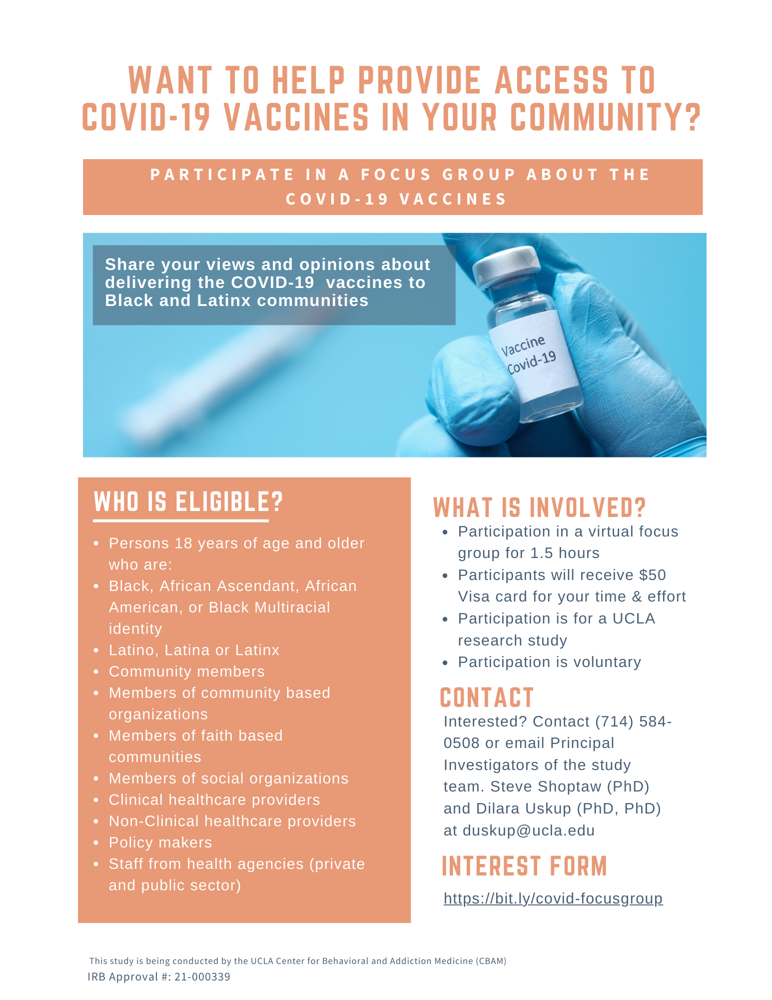 WANT TO HELP PROVIDE ACCESS TO
COVID-19 VACCINES IN YOUR COMMUNITY?
PARTICIPATE IN A FOCUS GROUP ABOUT THE
COVID-19 VACCINES
Share your views and opinions about
delivering the COVID-19  vaccines to
Black and Latinx communities
Vaccine
Covid-19
WHO IS ELIGIBLE?
• Persons 18 years of age and older
who are:
• Black, African Ascendant, African
American, or Black Multiracial
identity
• Latino, Latina or Latinx
• Community members
• Members of community based
organizations
• Members of faith based
communities
• Members of social organizations
• Clinical healthcare providers
• Non-Clinical healthcare providers
• Policy makers
• Staff from health agencies (private
and public sector)
WHAT IS INVOLVED?
• Participation in a virtual focus
group for 1.5 hours
• Participants will receive $50
Visa card for your time & effort
• Participation is for a UCLA
research study
• Participation is voluntary
CONTACT
Interested? Contact (714) 584-
0508 or email Principal
Investigators of the study
team. Steve Shoptaw (PhD)
and Dilara Uskup (PhD, PhD)
at duskup@ucla.edu
INTEREST FORM
https://bit.ly/covid-focusgroup
This study is being conducted by the UCLA Center for Behavioral and Addiction Medicine (CBAM)
IRB Approval #: 21-000339